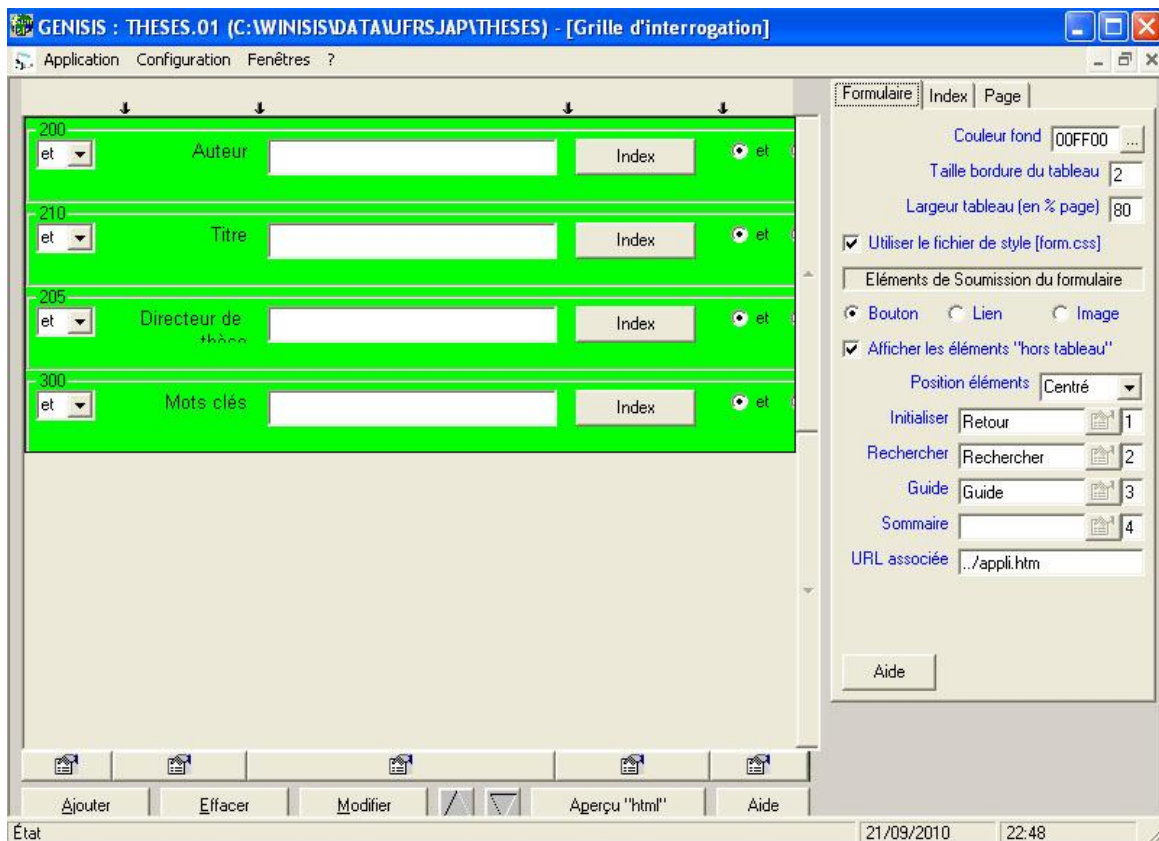 GENISIS : THESES.01 (C:\WINISIS\DATA\UFRSJAP\THESES) - [Grille d'interrogation]
Application Configuration Fenêtres ?
200
et Auteur Index et
210
et Titre Index et
205
et Directeur de thèse Index et
300
et Mots clés Index et
Ajouter Effacer Modifier Aperçu "html" Aide
Formulaire Index Page
Couleur fond 00FF00 ...
Taille bordure du tableau 2
Largeur tableau (en % page) 80
Utiliser le fichier de style [form.css]
Eléments de Soumission du formulaire
Bouton Lien Image
Afficher les éléments "hors tableau"
Position éléments Centré
Initialiser Retour 1
Rechercher Rechercher 2
Guide Guide 3
Sommaire 4
URL associée ../appli.htm
Aide
État 21/09/2010 22:48